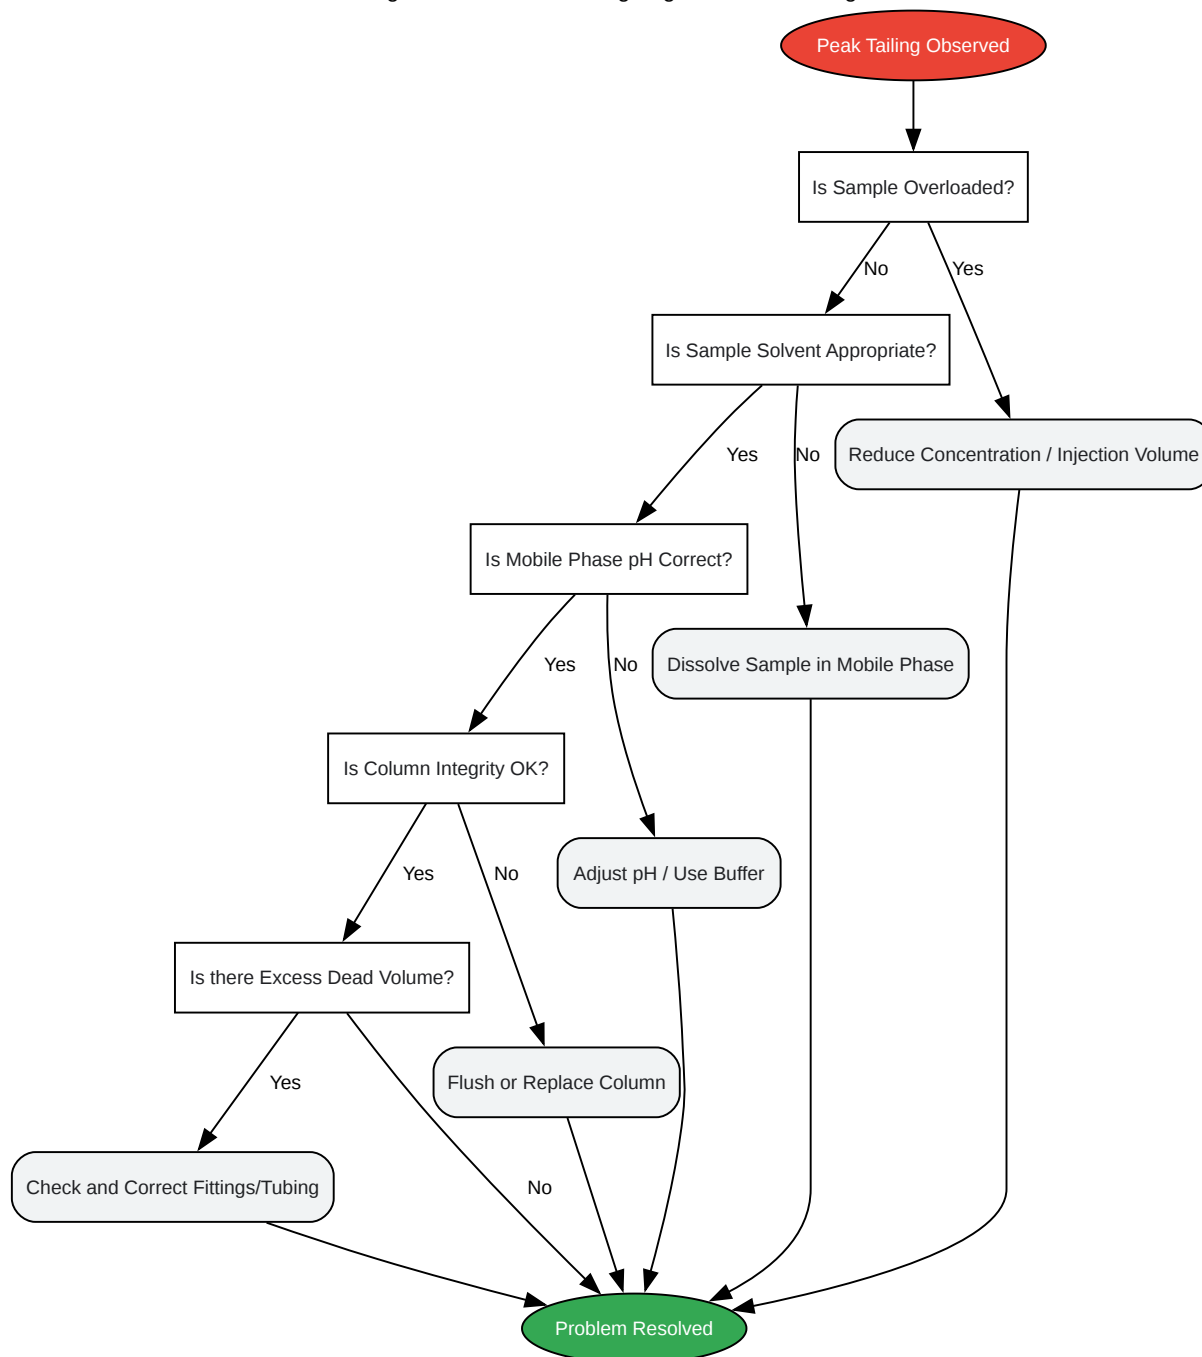 Peak Tailing Observed
Is Sample Overloaded?
No
Yes
Is Sample Solvent Appropriate?
Reduce Concentration / Injection Volume
Yes
No
Is Mobile Phase pH Correct?
Dissolve Sample in Mobile Phase
Yes
No
Is Column Integrity OK?
Adjust pH / Use Buffer
Yes
No
Is there Excess Dead Volume?
Flush or Replace Column
Yes
Check and Correct Fittings/Tubing
No
Problem Resolved